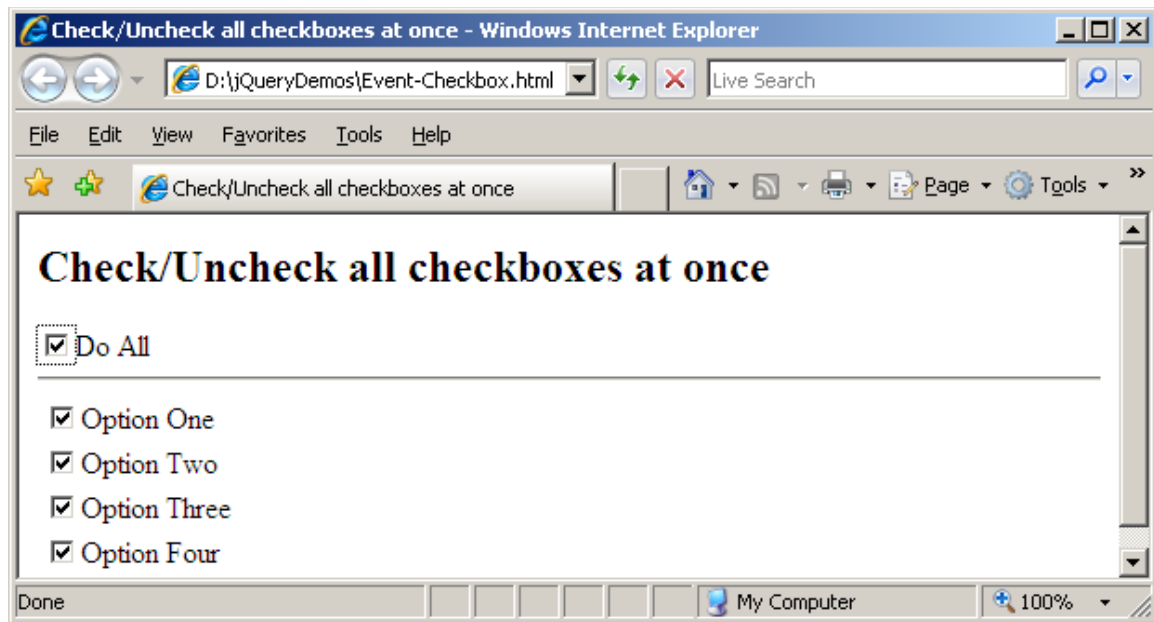 Check/Uncheck all checkboxes at once - Windows Internet Explorer
D:\jQueryDemos\Event-Checkbox.html Live Search
File Edit View Favorites Tools Help
Check/Uncheck all checkboxes at once Page Tools »
Check/Uncheck all checkboxes at once
Do All
Option One
Option Two
Option Three
Option Four
Done My Computer 100%